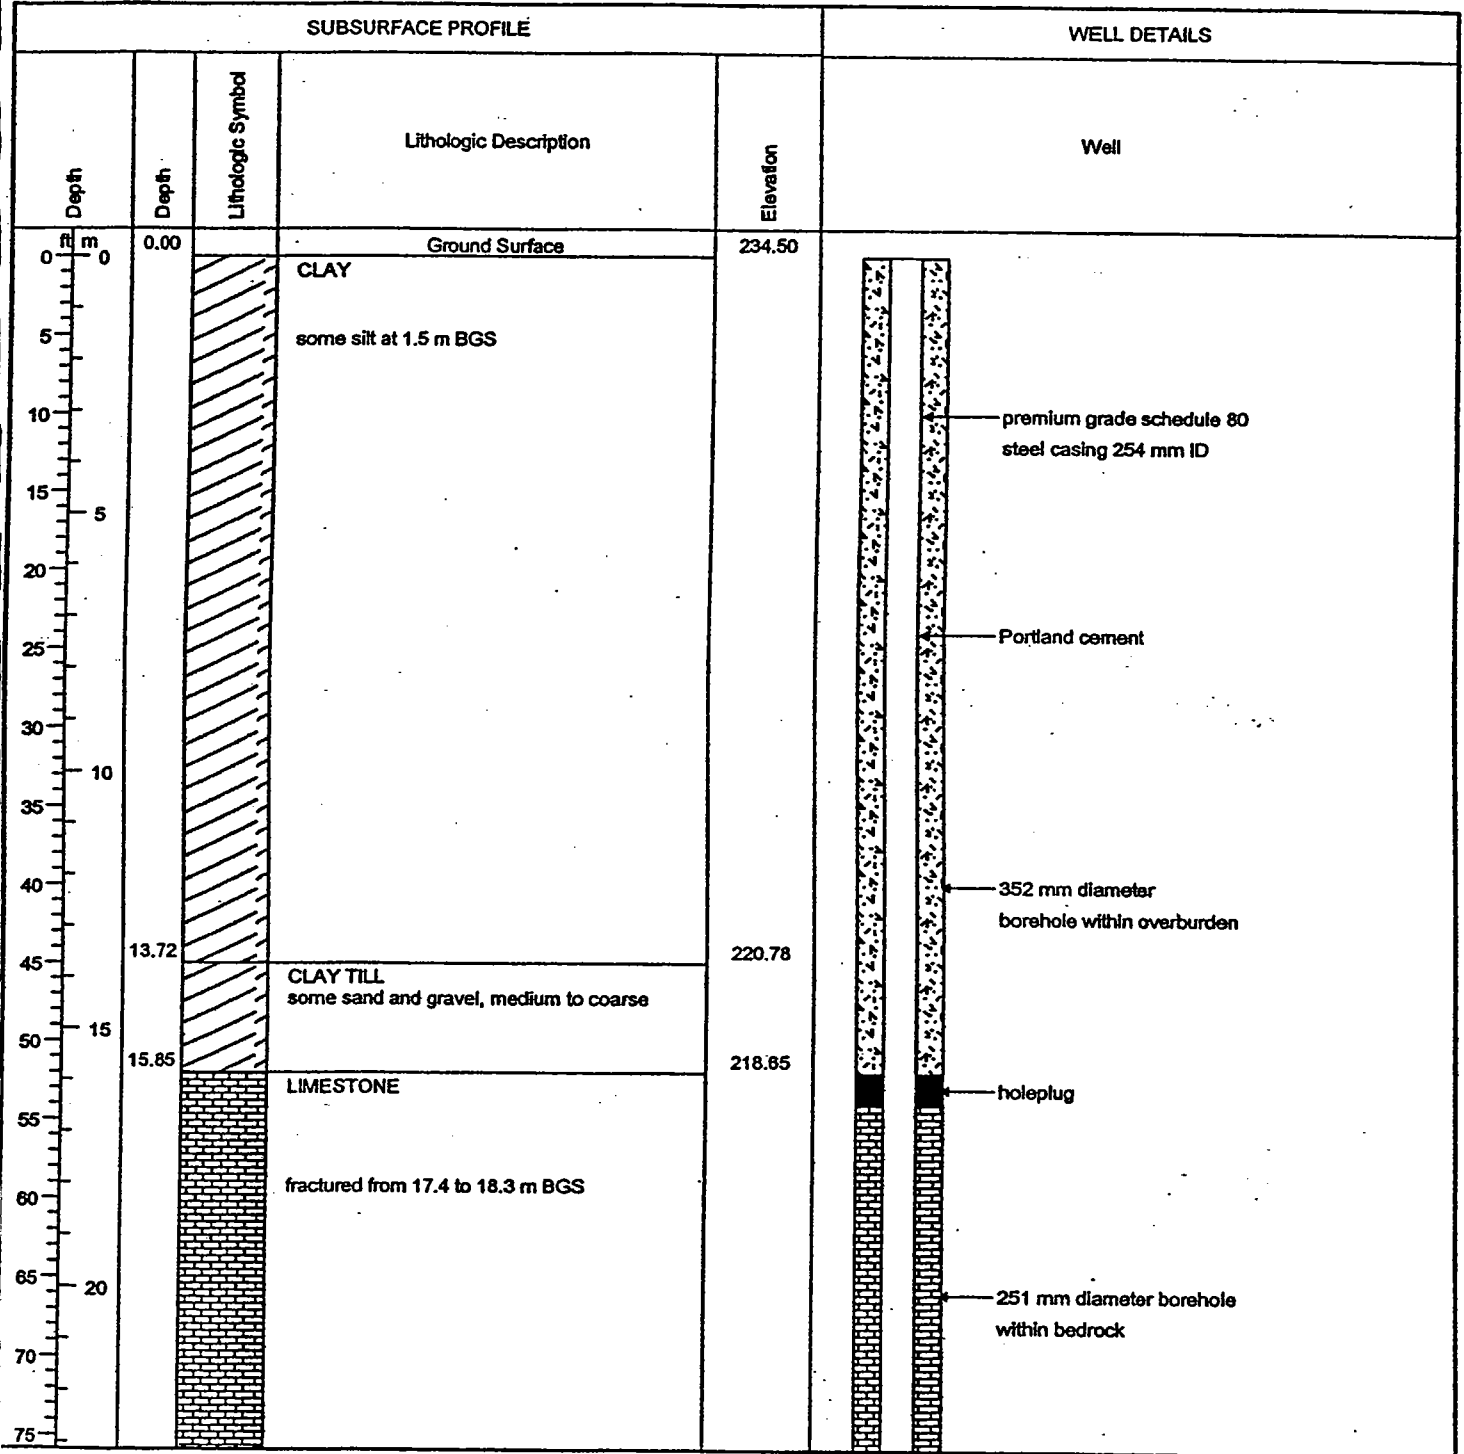 SUBSURFACE PROFILE
WELL DETAILS
Depth
Depth
Lithologic Symbol
Lithologic Description
Elevation
Well
ft m
0.00
Ground Surface
234.50
0
0
CLAY
some silt at 1.5 m BGS
5
10
premium grade schedule 80
steel casing 254 mm ID
15
5
20
25
Portland cement
30
10
35
40
352 mm diameter
borehole within overburden
13.72
220.78
45
CLAY TILL
some sand and gravel, medium to coarse
15
50
15.85
218.65
LIMESTONE
holeplug
55
fractured from 17.4 to 18.3 m BGS
60
65
20
251 mm diameter borehole
within bedrock
70
75